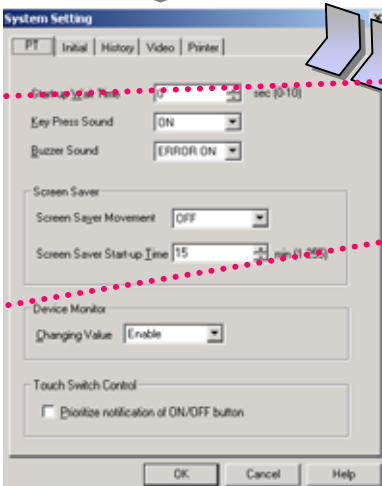 System Setting
PT Initial History Video Printer
Startup Wait Time 0 sec (0-10)
Key Press Sound ON
Buzzer Sound ERROR ON
Screen Saver
Screen Saver Movement OFF
Screen Saver Start-up Time 15 min (1-255)
Device Monitor
Changing Value Enable
Touch Switch Control
Prioritize notification of ON/OFF button
OK Cancel Help